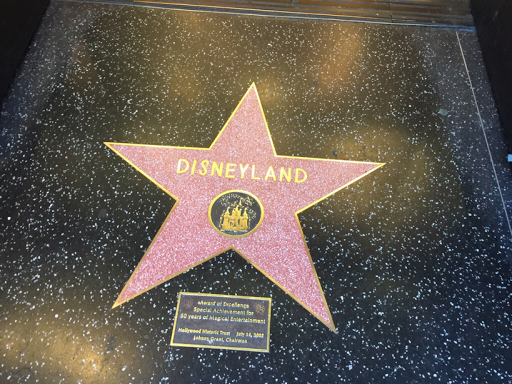 DISNEYLAND
Award of Excellence
Special Achievement for
50 years of Magical Entertainment
Hollywood Historic Trust July 14, 2005
Johnny Grant, Chairman